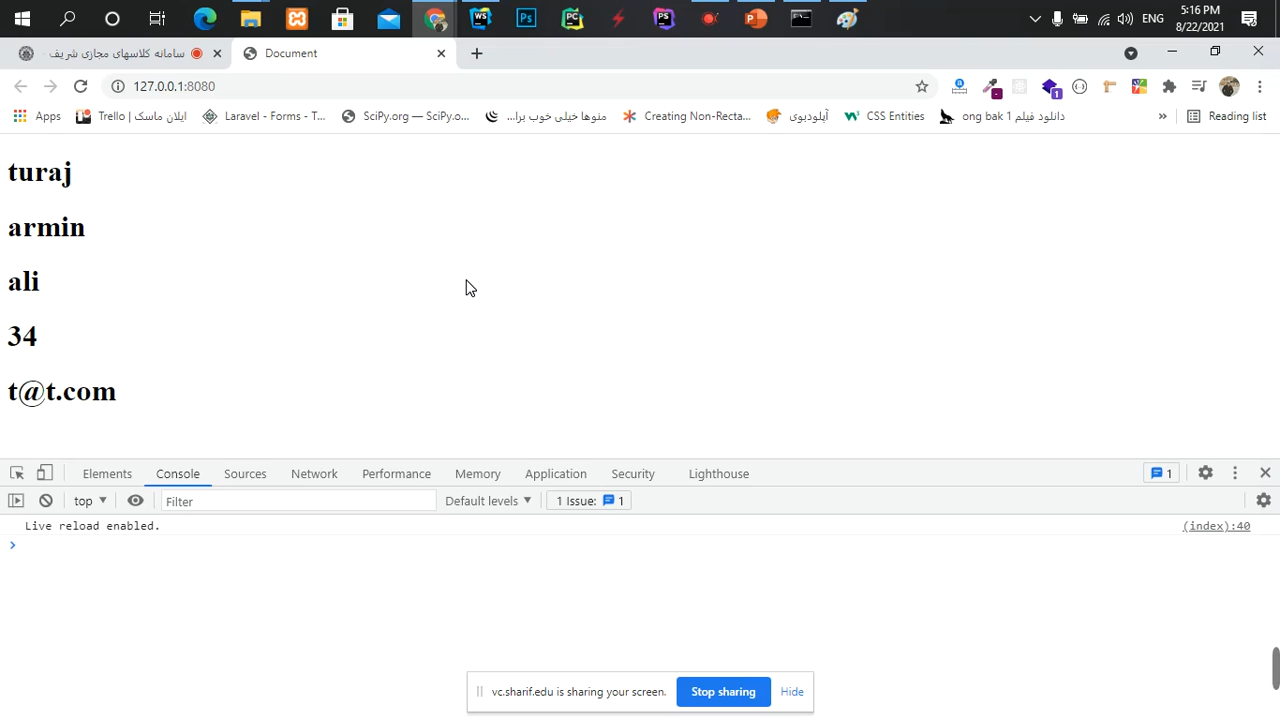 5:16 PM
ENG
8/22/2021
سامانه کلاسهای مجازی شریف
Document
127.0.0.1:8080
Apps
Trello | ایلان ماسک
Laravel - Forms - T...
SciPy.org — SciPy.o...
منوها خیلی خوب برا...
Creating Non-Recta...
آپلودبوی
CSS Entities
دانلود فیلم ong bak 1
»
Reading list
turaj
armin
ali
34
t@t.com
Elements
Console
Sources
Network
Performance
Memory
Application
Security
Lighthouse
1
top
Filter
Default levels
1 Issue: 1
Live reload enabled.
(index):40
vc.sharif.edu is sharing your screen.
Stop sharing
Hide